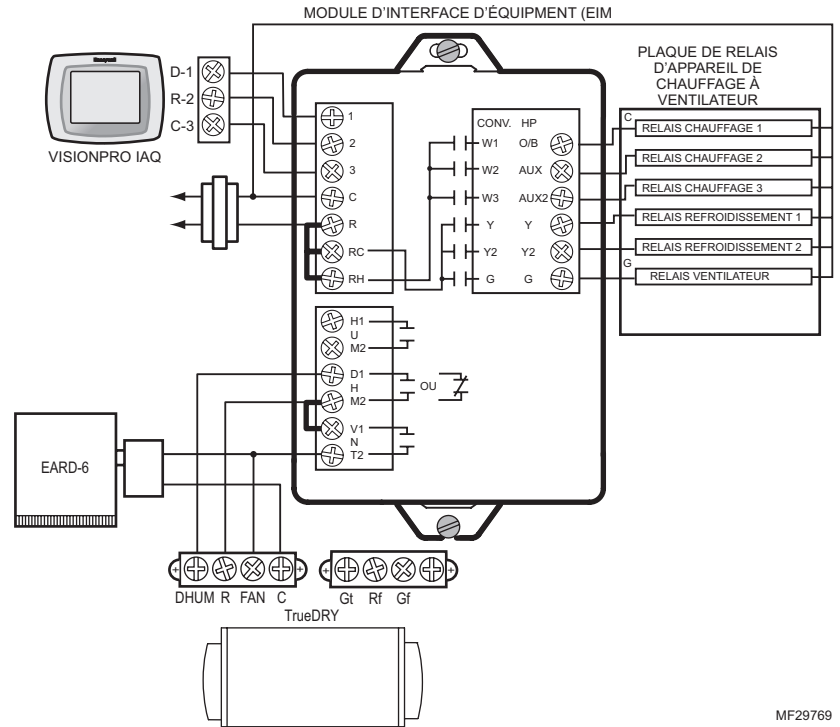 MODULE D'INTERFACE D'ÉQUIPMENT (EIM
Honeywell
VISIONPRO IAQ
D-1
R-2
C-3
1
2
3
C
R
RC
RH
CONV. HP
W1 O/B
W2 AUX
W3 AUX2
Y Y
Y2 Y2
G G
PLAQUE DE RELAIS
D'APPAREIL DE
CHAUFFAGE À
VENTILATEUR
C
RELAIS CHAUFFAGE 1
RELAIS CHAUFFAGE 2
RELAIS CHAUFFAGE 3
RELAIS REFROIDISSEMENT 1
RELAIS REFROIDISSEMENT 2
G
RELAIS VENTILATEUR
H1
U
M2
D1
H
M2
V1
N
T2
OU
EARD-6
DHUM R FAN C
Gt Rf Gf
TrueDRY
MF29769